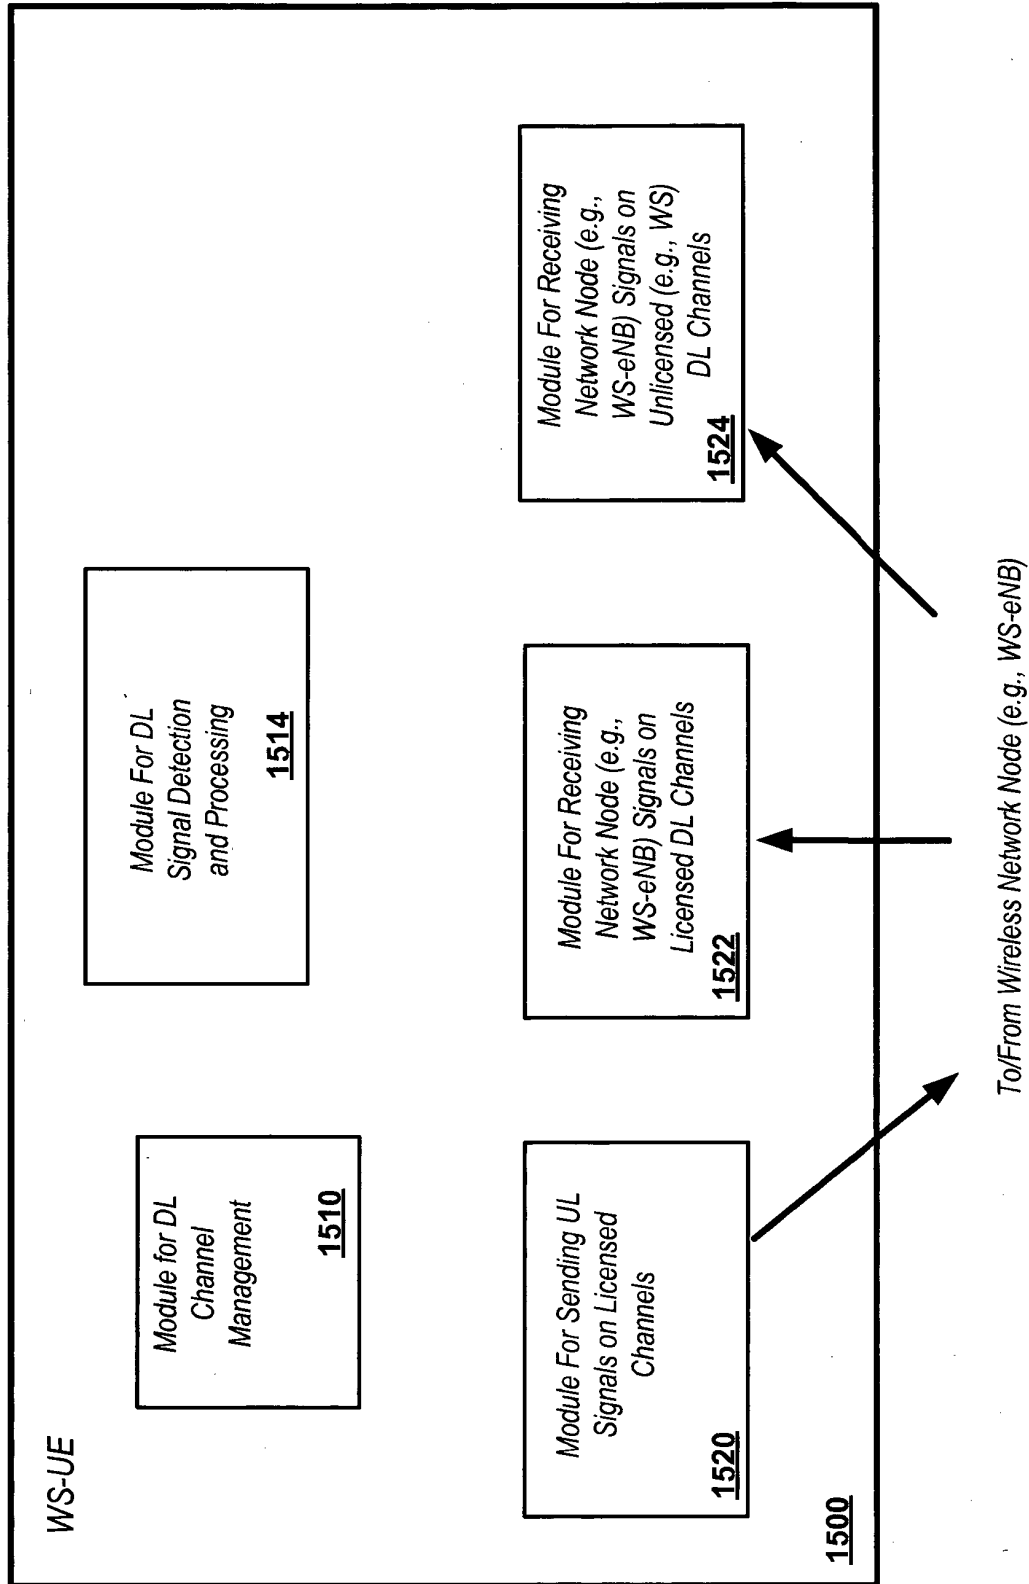 WS-UE
Module for DL
Channel
Management
1510
Module For DL
Signal Detection
and Processing
1514
Module For Sending UL
Signals on Licensed
Channels
1520
Module For Receiving
Network Node (e.g.,
WS-eNB) Signals on
Licensed DL Channels
1522
Module For Receiving
Network Node (e.g.,
WS-eNB) Signals on
Unlicensed (e.g., WS)
DL Channels
1524
1500
To/From Wireless Network Node (e.g., WS-eNB)